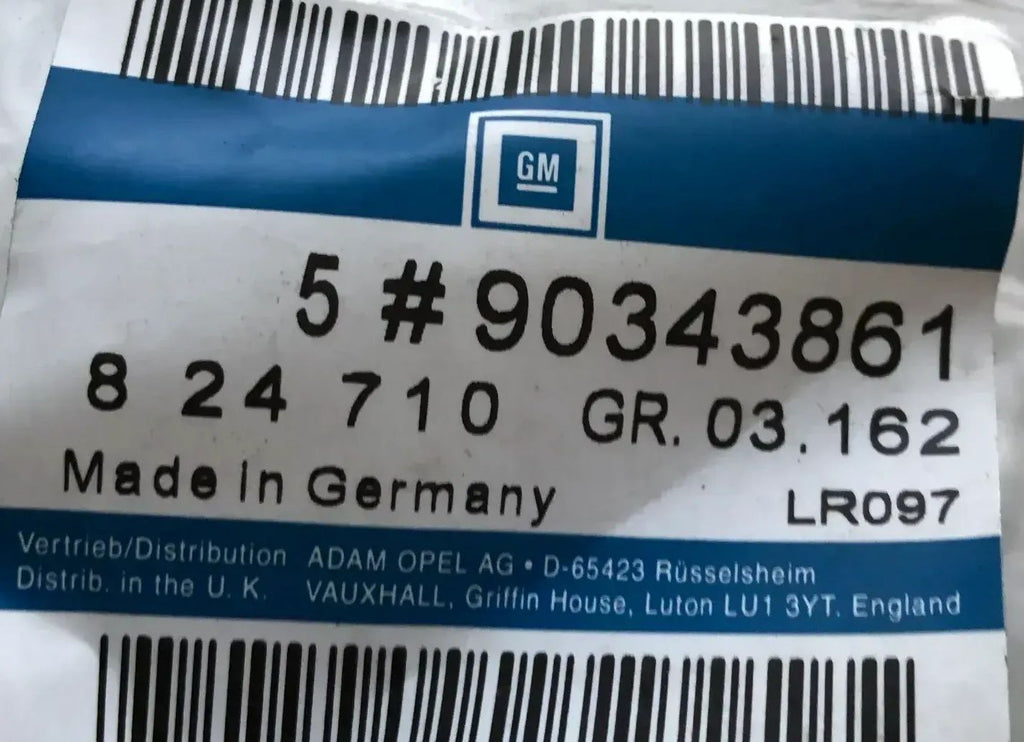 GM
5 # 90343861
8 24 710 GR. 03.162
Made in Germany LR097
Vertrieb/Distribution ADAM OPEL AG • D-65423 Rüsselsheim
Distrib. in the U. K. VAUXHALL, Griffin House, Luton LU1 3YT. England